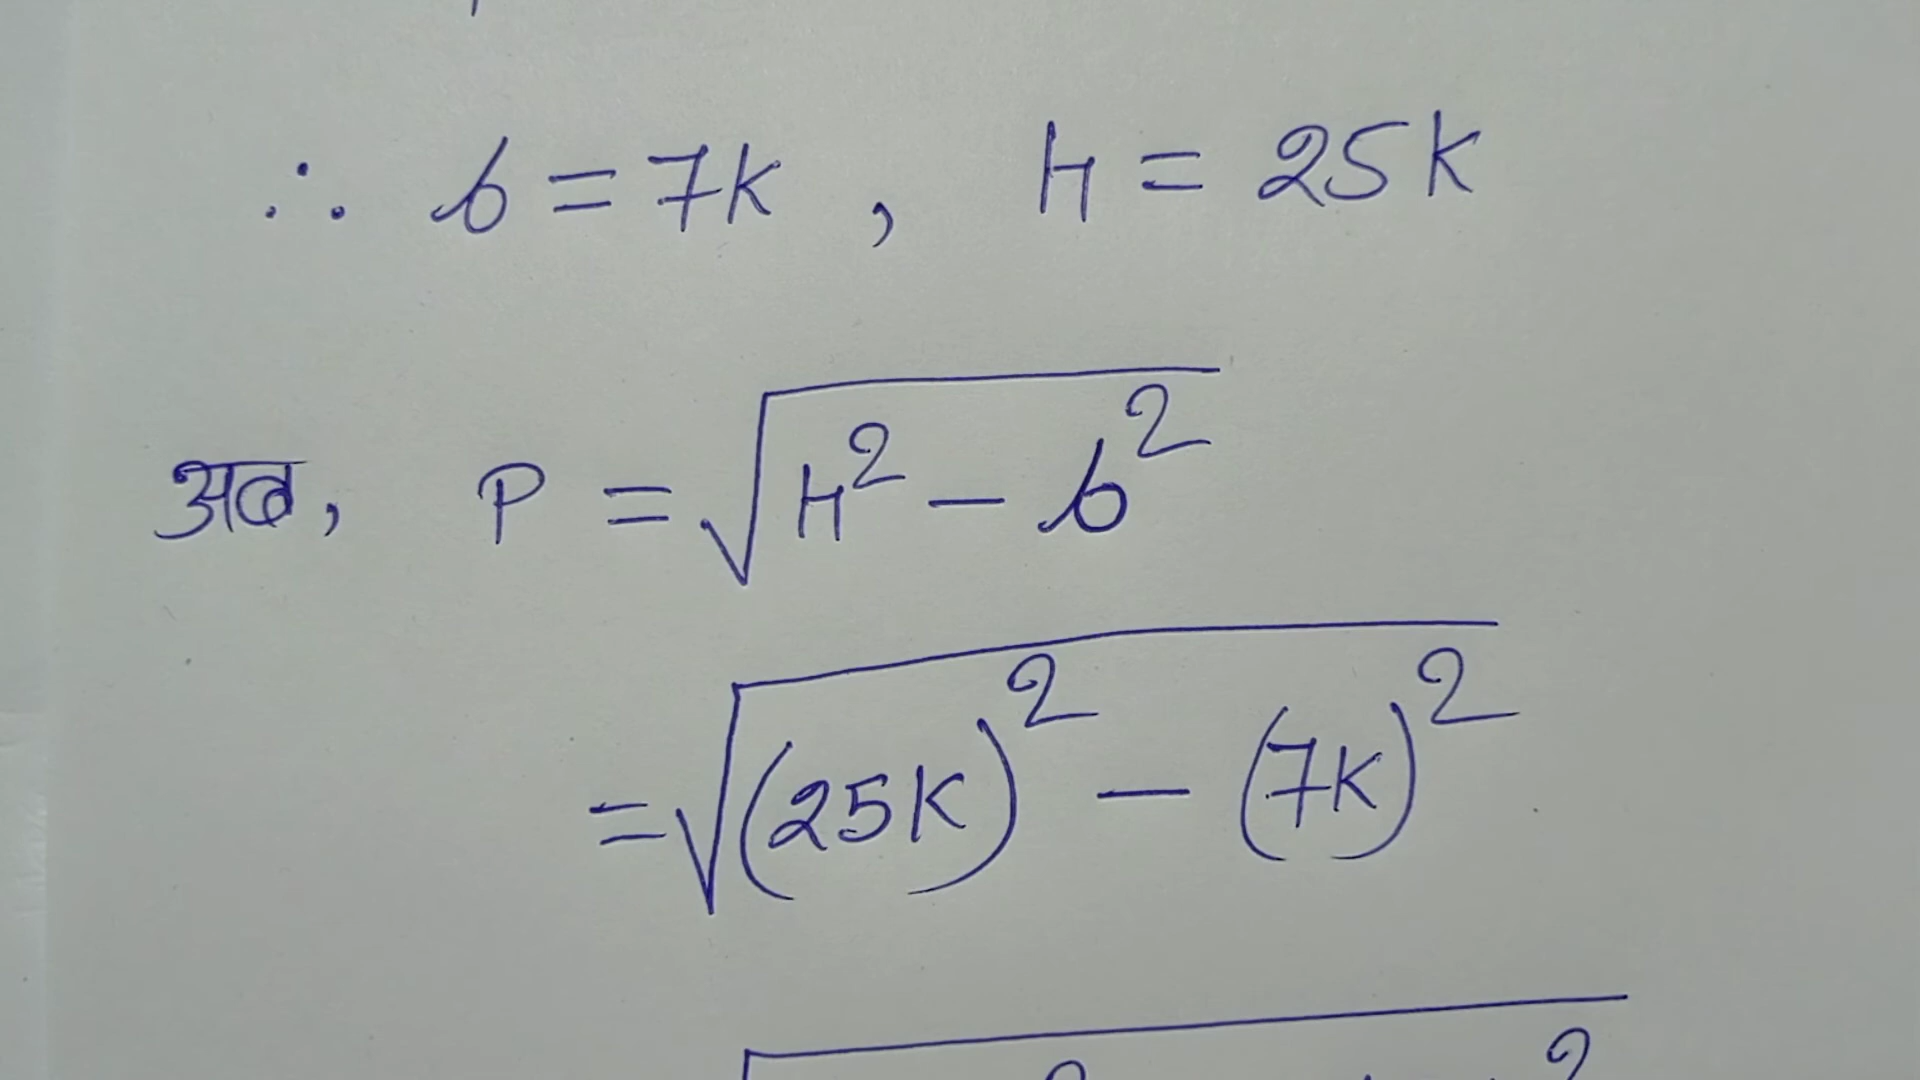 ∴ b = 7K , H = 25K
अब, P = √(H² - b²)
= √((25K)² - (7K)²)